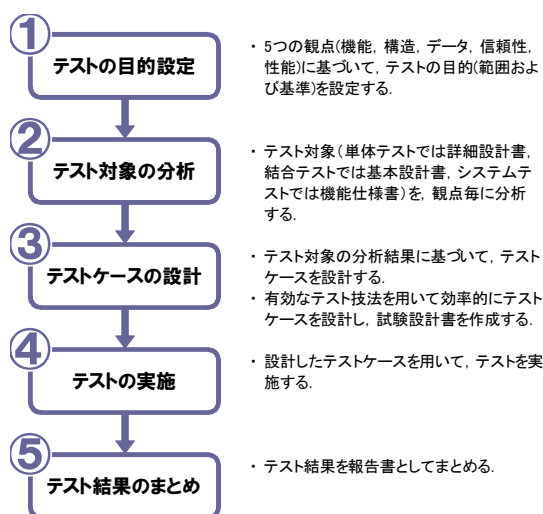 ①
テストの目的設定
・ 5つの観点(機能, 構造, データ, 信頼性,
性能)に基づいて, テストの目的(範囲およ
び基準)を設定する.
②
テスト対象の分析
・ テスト対象(単体テストでは詳細設計書,
結合テストでは基本設計書, システムテ
ストでは機能仕様書)を, 観点毎に分析
する.
③
テストケースの設計
・ テスト対象の分析結果に基づいて, テスト
ケースを設計する.
・ 有効なテスト技法を用いて効率的にテスト
ケースを設計し, 試験設計書を作成する.
④
テストの実施
・ 設計したテストケースを用いて, テストを実
施する.
⑤
テスト結果のまとめ
・ テスト結果を報告書としてまとめる.